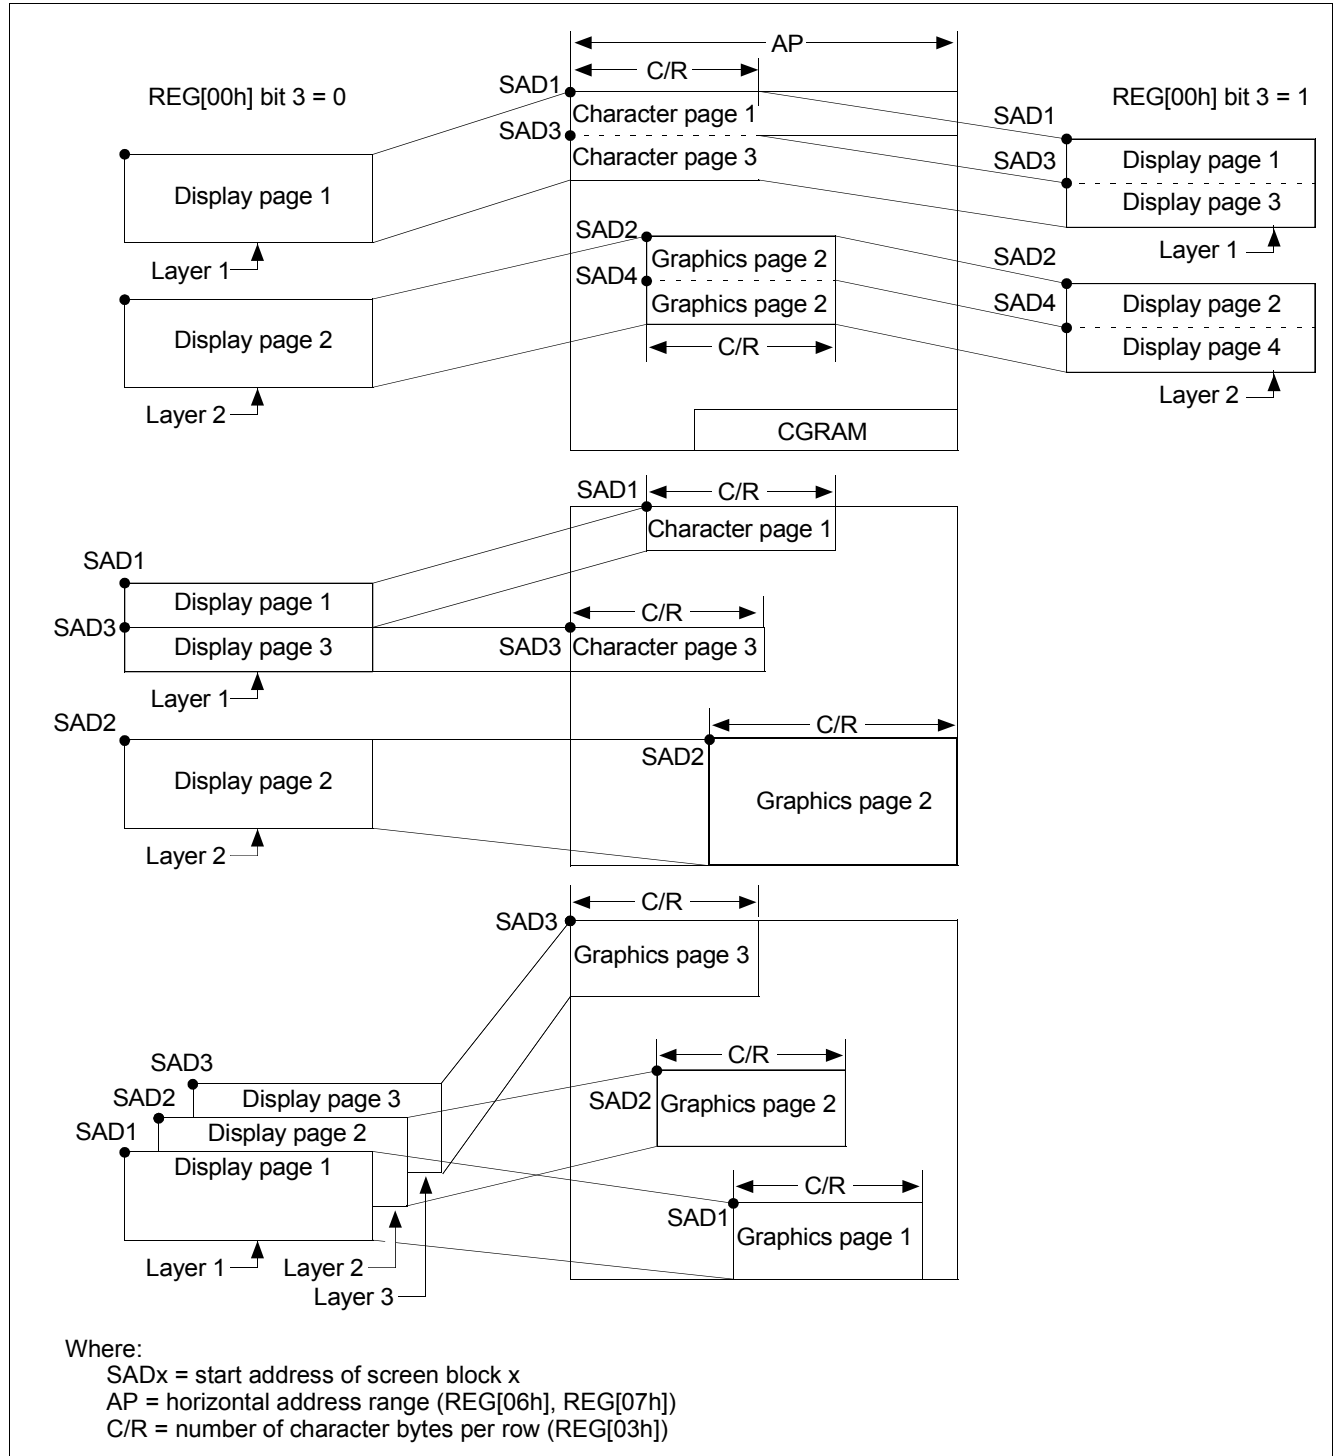 AP
C/R
REG[00h] bit 3 = 0
SAD1
REG[00h] bit 3 = 1
Character page 1
SAD1
SAD3
Character page 3
SAD3
Display page 1
Display page 1
Display page 3
SAD2
Layer 1
Graphics page 2
SAD2
Layer 1
SAD4
Graphics page 2
SAD4
Display page 2
Display page 2
C/R
Display page 4
Layer 2
Layer 2
CGRAM
SAD1
C/R
Character page 1
SAD1
Display page 1
C/R
SAD3
Display page 3
SAD3
Character page 3
Layer 1
SAD2
C/R
SAD2
Display page 2
Graphics page 2
Layer 2
C/R
SAD3
Graphics page 3
C/R
SAD3
SAD2
Display page 3
SAD2
Graphics page 2
SAD1
Display page 2
Display page 1
C/R
SAD1
Graphics page 1
Layer 1
Layer 2
Layer 3
Where:
SADx = start address of screen block x
AP = horizontal address range (REG[06h], REG[07h])
C/R = number of character bytes per row (REG[03h])